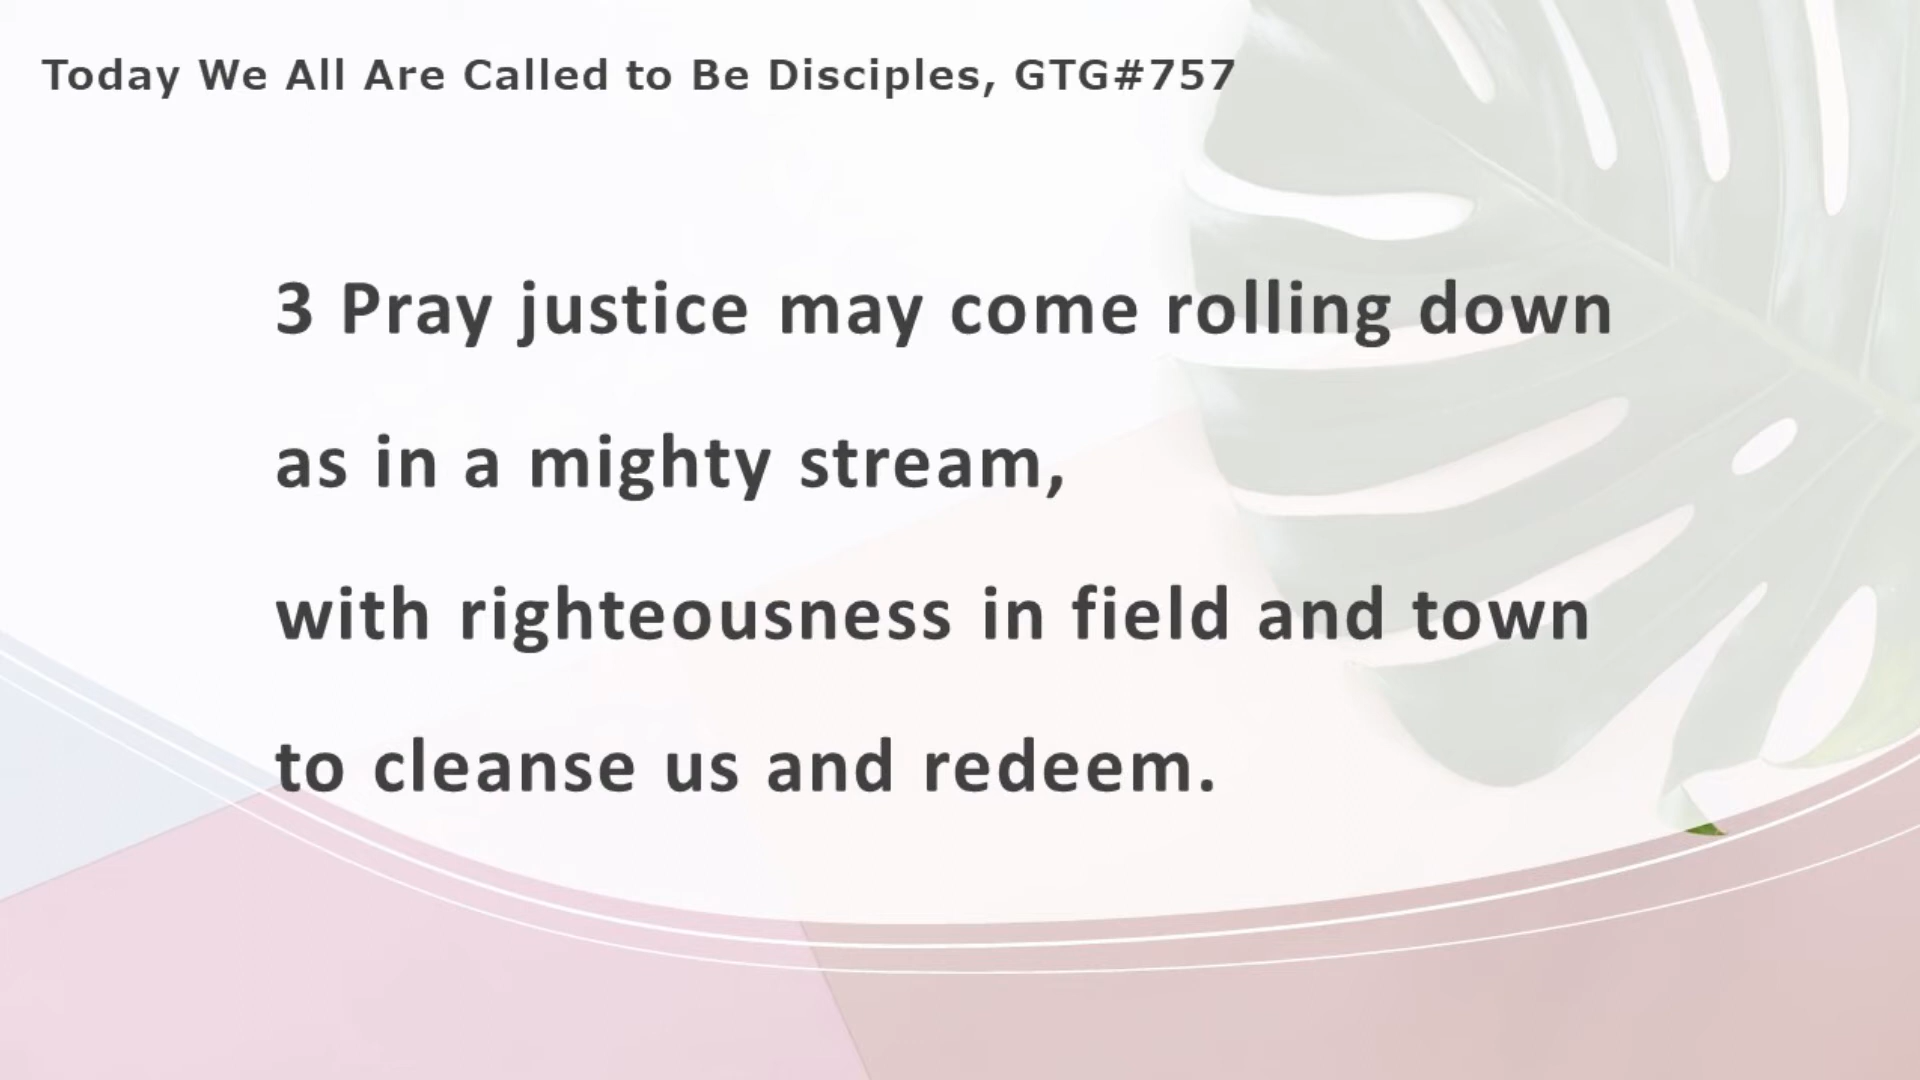 Today We All Are Called to Be Disciples, GTG#757
3 Pray justice may come rolling down
as in a mighty stream,
with righteousness in field and town
to cleanse us and redeem.